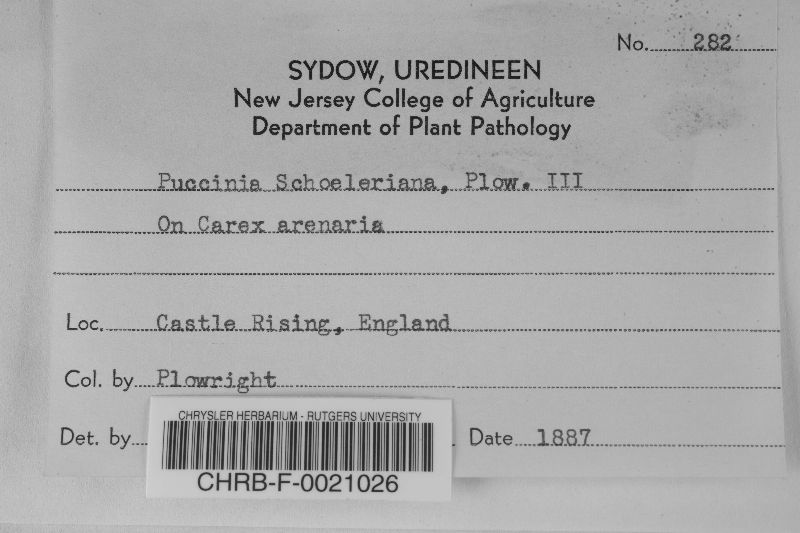 No. 282
SYDOW, UREDINEEN
New Jersey College of Agriculture
Department of Plant Pathology
Puccinia Schoeleriana, Plow. III
On Carex arenaria
Loc. Castle Rising, England
Col. by Plowright
Det. by
Date 1887
CHRYSLER HERBARIUM - RUTGERS UNIVERSITY
CHRB-F-0021026